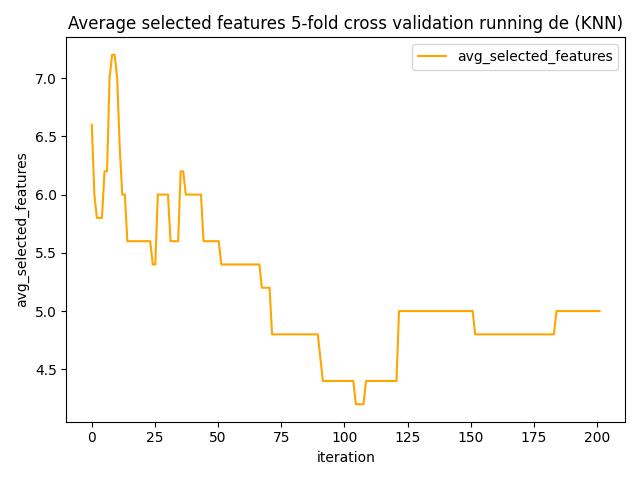 Average selected features 5-fold cross validation running de (KNN)
avg_selected_features
7.0
6.5
6.0
5.5
5.0
4.5
avg_selected_features
0 25 50 75 100 125 150 175 200
iteration